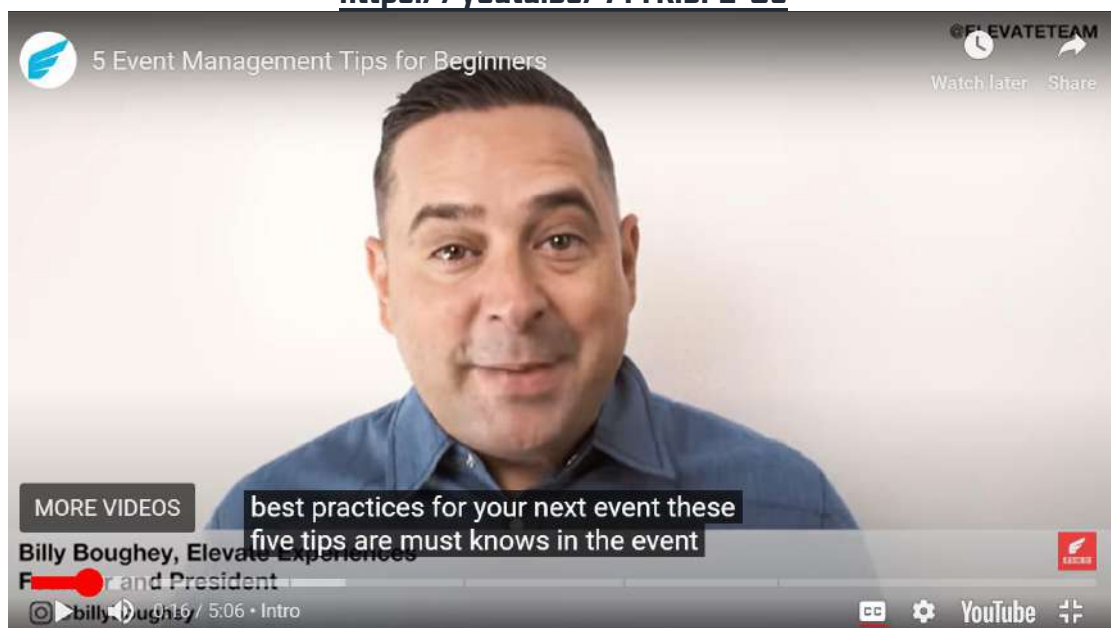 @ELEVATETEAM
5 Event Management Tips for Beginners
Watch later Share
MORE VIDEOS
best practices for your next event these
five tips are must knows in the event
Billy Boughey, Elevate Experiences
Founder and President
0:16 / 5:06 • Intro
billyboughey
CC
YouTube